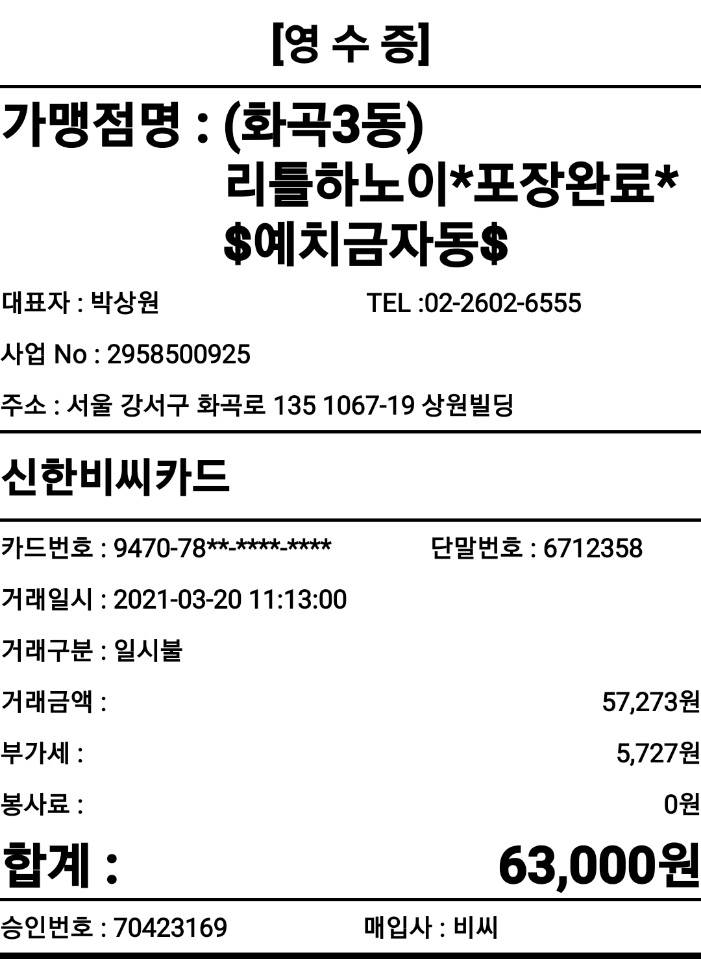 [영 수 증]
가맹점명 : (화곡3동)
리틀하노이*포장완료*
$예치금자동$
대표자 : 박상원 TEL :02-2602-6555
사업 No : 2958500925
주소 : 서울 강서구 화곡로 135 1067-19 상원빌딩
신한비씨카드
카드번호 : 9470-78**-****-**** 단말번호 : 6712358
거래일시 : 2021-03-20 11:13:00
거래구분 : 일시불
거래금액 : 57,273원
부가세 : 5,727원
봉사료 : 0원
합계 : 63,000원
승인번호 : 70423169 매입사 : 비씨